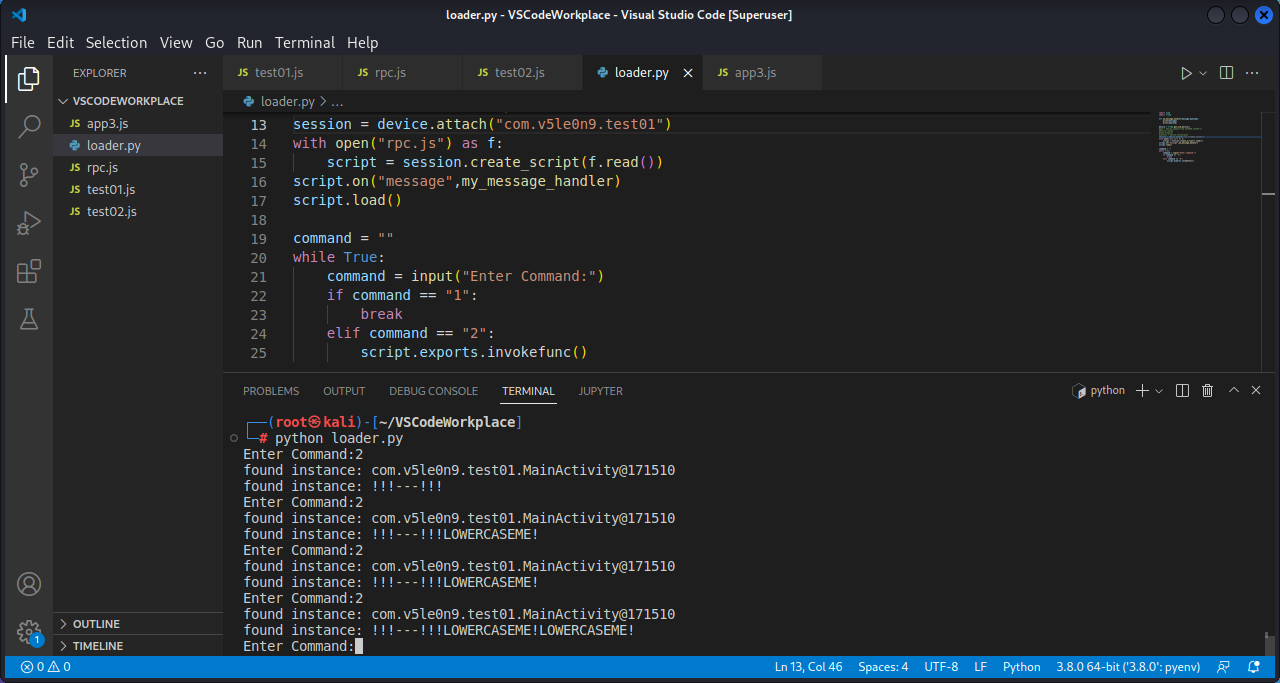 loader.py - VSCodeWorkplace - Visual Studio Code [Superuser]
File Edit Selection View Go Run Terminal Help
EXPLORER ···
VSCODEWORKPLACE
JS app3.js
loader.py
JS rpc.js
JS test01.js
JS test02.js
OUTLINE
TIMELINE
1
JS test01.js JS rpc.js JS test02.js loader.py JS app3.js
loader.py > ...
13 session = device.attach("com.v5le0n9.test01")
14 with open("rpc.js") as f:
15 script = session.create_script(f.read())
16 script.on("message",my_message_handler)
17 script.load()
18
19 command = ""
20 while True:
21 command = input("Enter Command:")
22 if command == "1":
23 break
24 elif command == "2":
25 script.exports.invokefunc()
PROBLEMS OUTPUT DEBUG CONSOLE TERMINAL JUPYTER python
┌──(root㉿kali)-[~/VSCodeWorkplace]
└─# python loader.py
Enter Command:2
found instance: com.v5le0n9.test01.MainActivity@171510
found instance: !!!---!!!
Enter Command:2
found instance: com.v5le0n9.test01.MainActivity@171510
found instance: !!!---!!!LOWERCASEME!
Enter Command:2
found instance: com.v5le0n9.test01.MainActivity@171510
found instance: !!!---!!!LOWERCASEME!
Enter Command:2
found instance: com.v5le0n9.test01.MainActivity@171510
found instance: !!!---!!!LOWERCASEME!LOWERCASEME!
Enter Command:
0 0 Ln 13, Col 46 Spaces: 4 UTF-8 LF Python 3.8.0 64-bit ('3.8.0': pyenv)